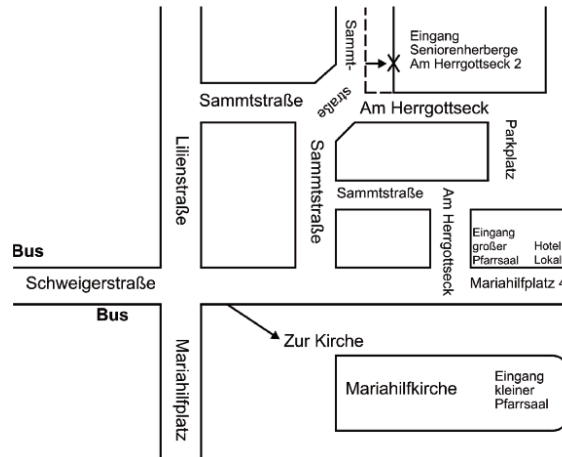 Sammt-
straße
Eingang
Seniorenherberge
Am Herrgottseck 2
Sammtstraße
Am Herrgottseck
Lilienstraße
Sammtstraße
Parkplatz
Sammtstraße
Am Herrgottseck
Eingang
großer
Pfarrsaal
Hotel
Lokal
Bus
Schweigerstraße
Mariahilfplatz 4
Bus
Mariahilfplatz
Zur Kirche
Mariahilfkirche
Eingang
kleiner
Pfarrsaal